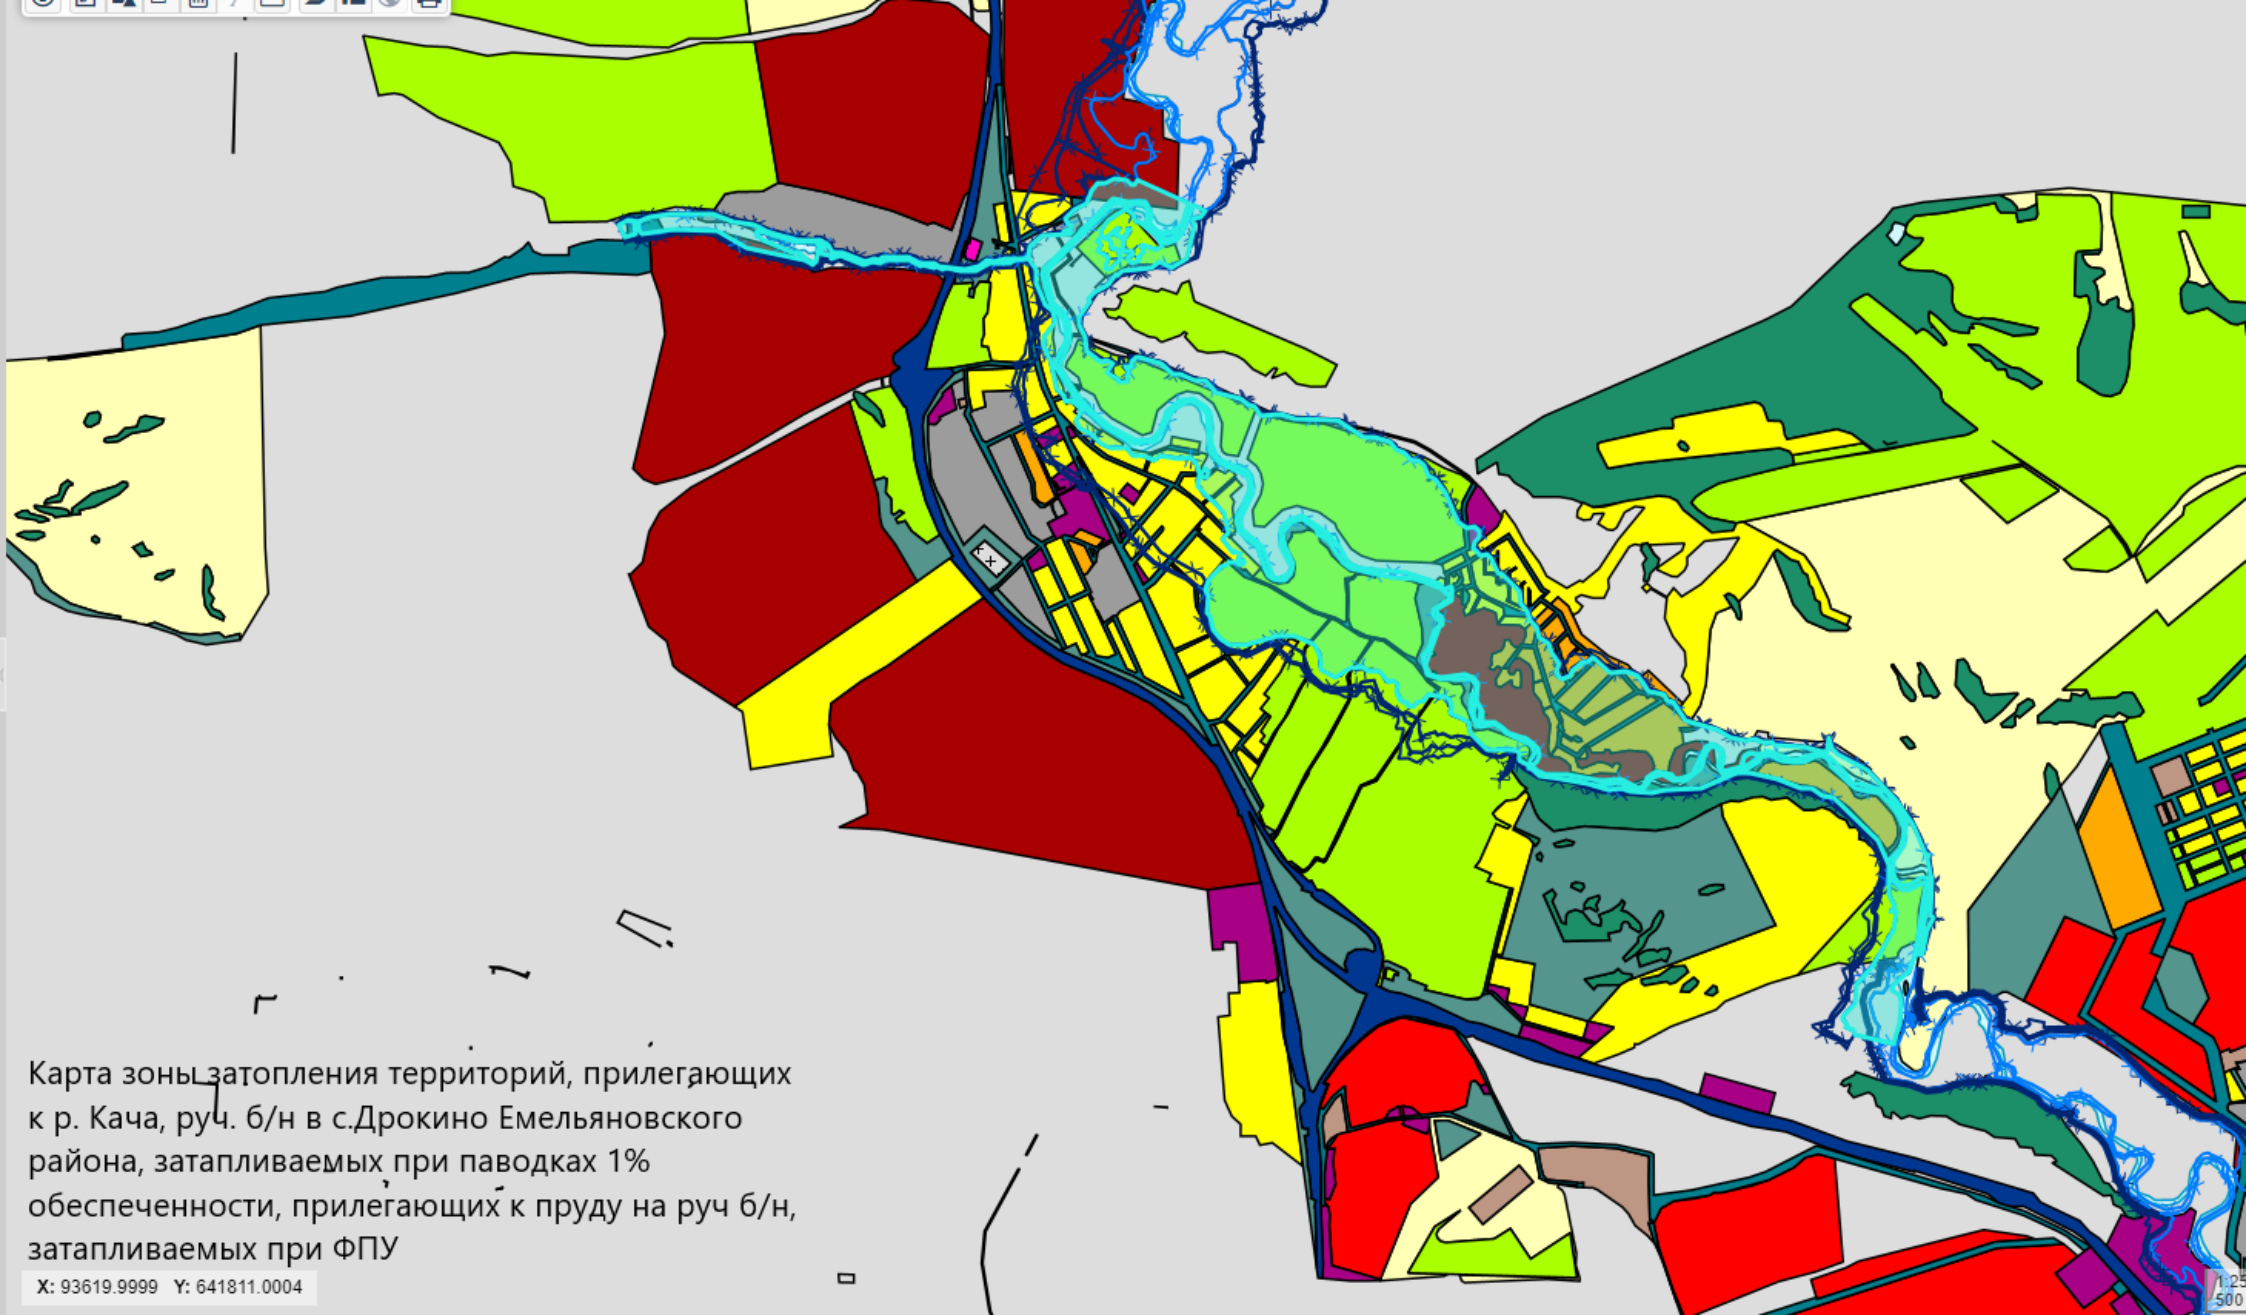 Карта зоны затопления территорий, прилегающих
к р. Кача, руч. б/н в с.Дрокино Емельяновского
района, затапливаемых при паводках 1%
обеспеченности, прилегающих к пруду на руч б/н,
затапливаемых при ФПУ
X: 93619.9999 Y: 641811.0004
500